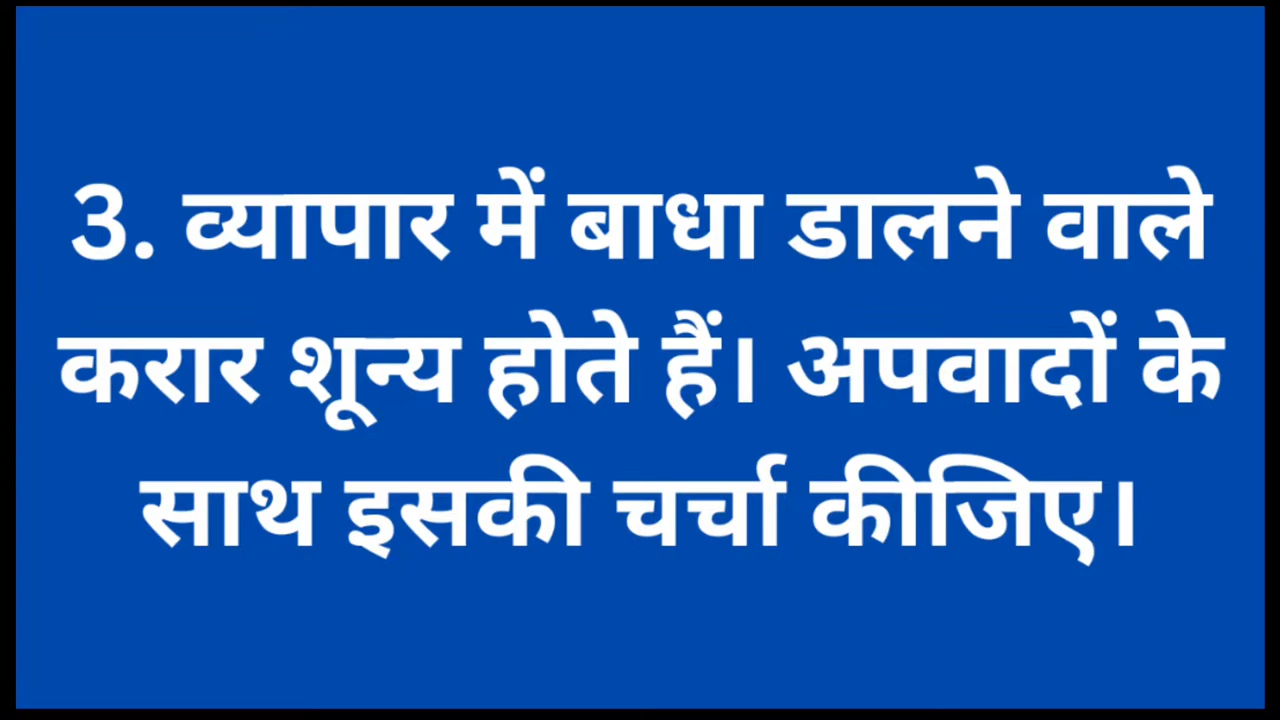 3. व्यापार में बाधा डालने वाले
करार शून्य होते हैं। अपवादों के
साथ इसकी चर्चा कीजिए।